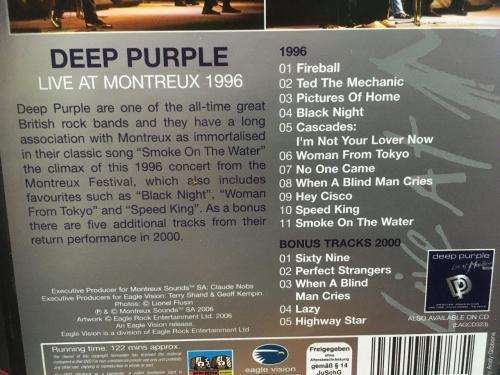 DEEP PURPLE
LIVE AT MONTREUX 1996
Deep Purple are one of the all-time great
British rock bands and they have a long
association with Montreux as immortalised
in their classic song “Smoke On The Water”
the climax of this 1996 concert from the
Montreux Festival, which also includes
favourites such as “Black Night”, “Woman
From Tokyo” and “Speed King”. As a bonus
there are five additional tracks from their
return performance in 2000.
Executive Producer for Montreux Sounds™ SA: Claude Nobs
Executive Producers for Eagle Vision: Terry Shand & Geoff Kempin
Photos: © Lionel Flusin
℗ & © Montreux Sounds SA 2006
Artwork © Eagle Rock Entertainment Ltd. 2006
An Eagle Vision release.
Eagle Vision is a division of Eagle Rock Entertainment Ltd
Running time: 122 mins approx.
1996
01 Fireball
02 Ted The Mechanic
03 Pictures Of Home
04 Black Night
05 Cascades:
I'm Not Your Lover Now
06 Woman From Tokyo
07 No One Came
08 When A Blind Man Cries
09 Hey Cisco
10 Speed King
11 Smoke On The Water
BONUS TRACKS 2000
01 Sixty Nine
02 Perfect Strangers
03 When A Blind
Man Cries
04 Lazy
05 Highway Star
deep purple
ALSO AVAILABLE ON CD
eagle vision
Freigegeben
ohne
Altersbeschränkung
gemäß § 14
JuSchG
Live At M